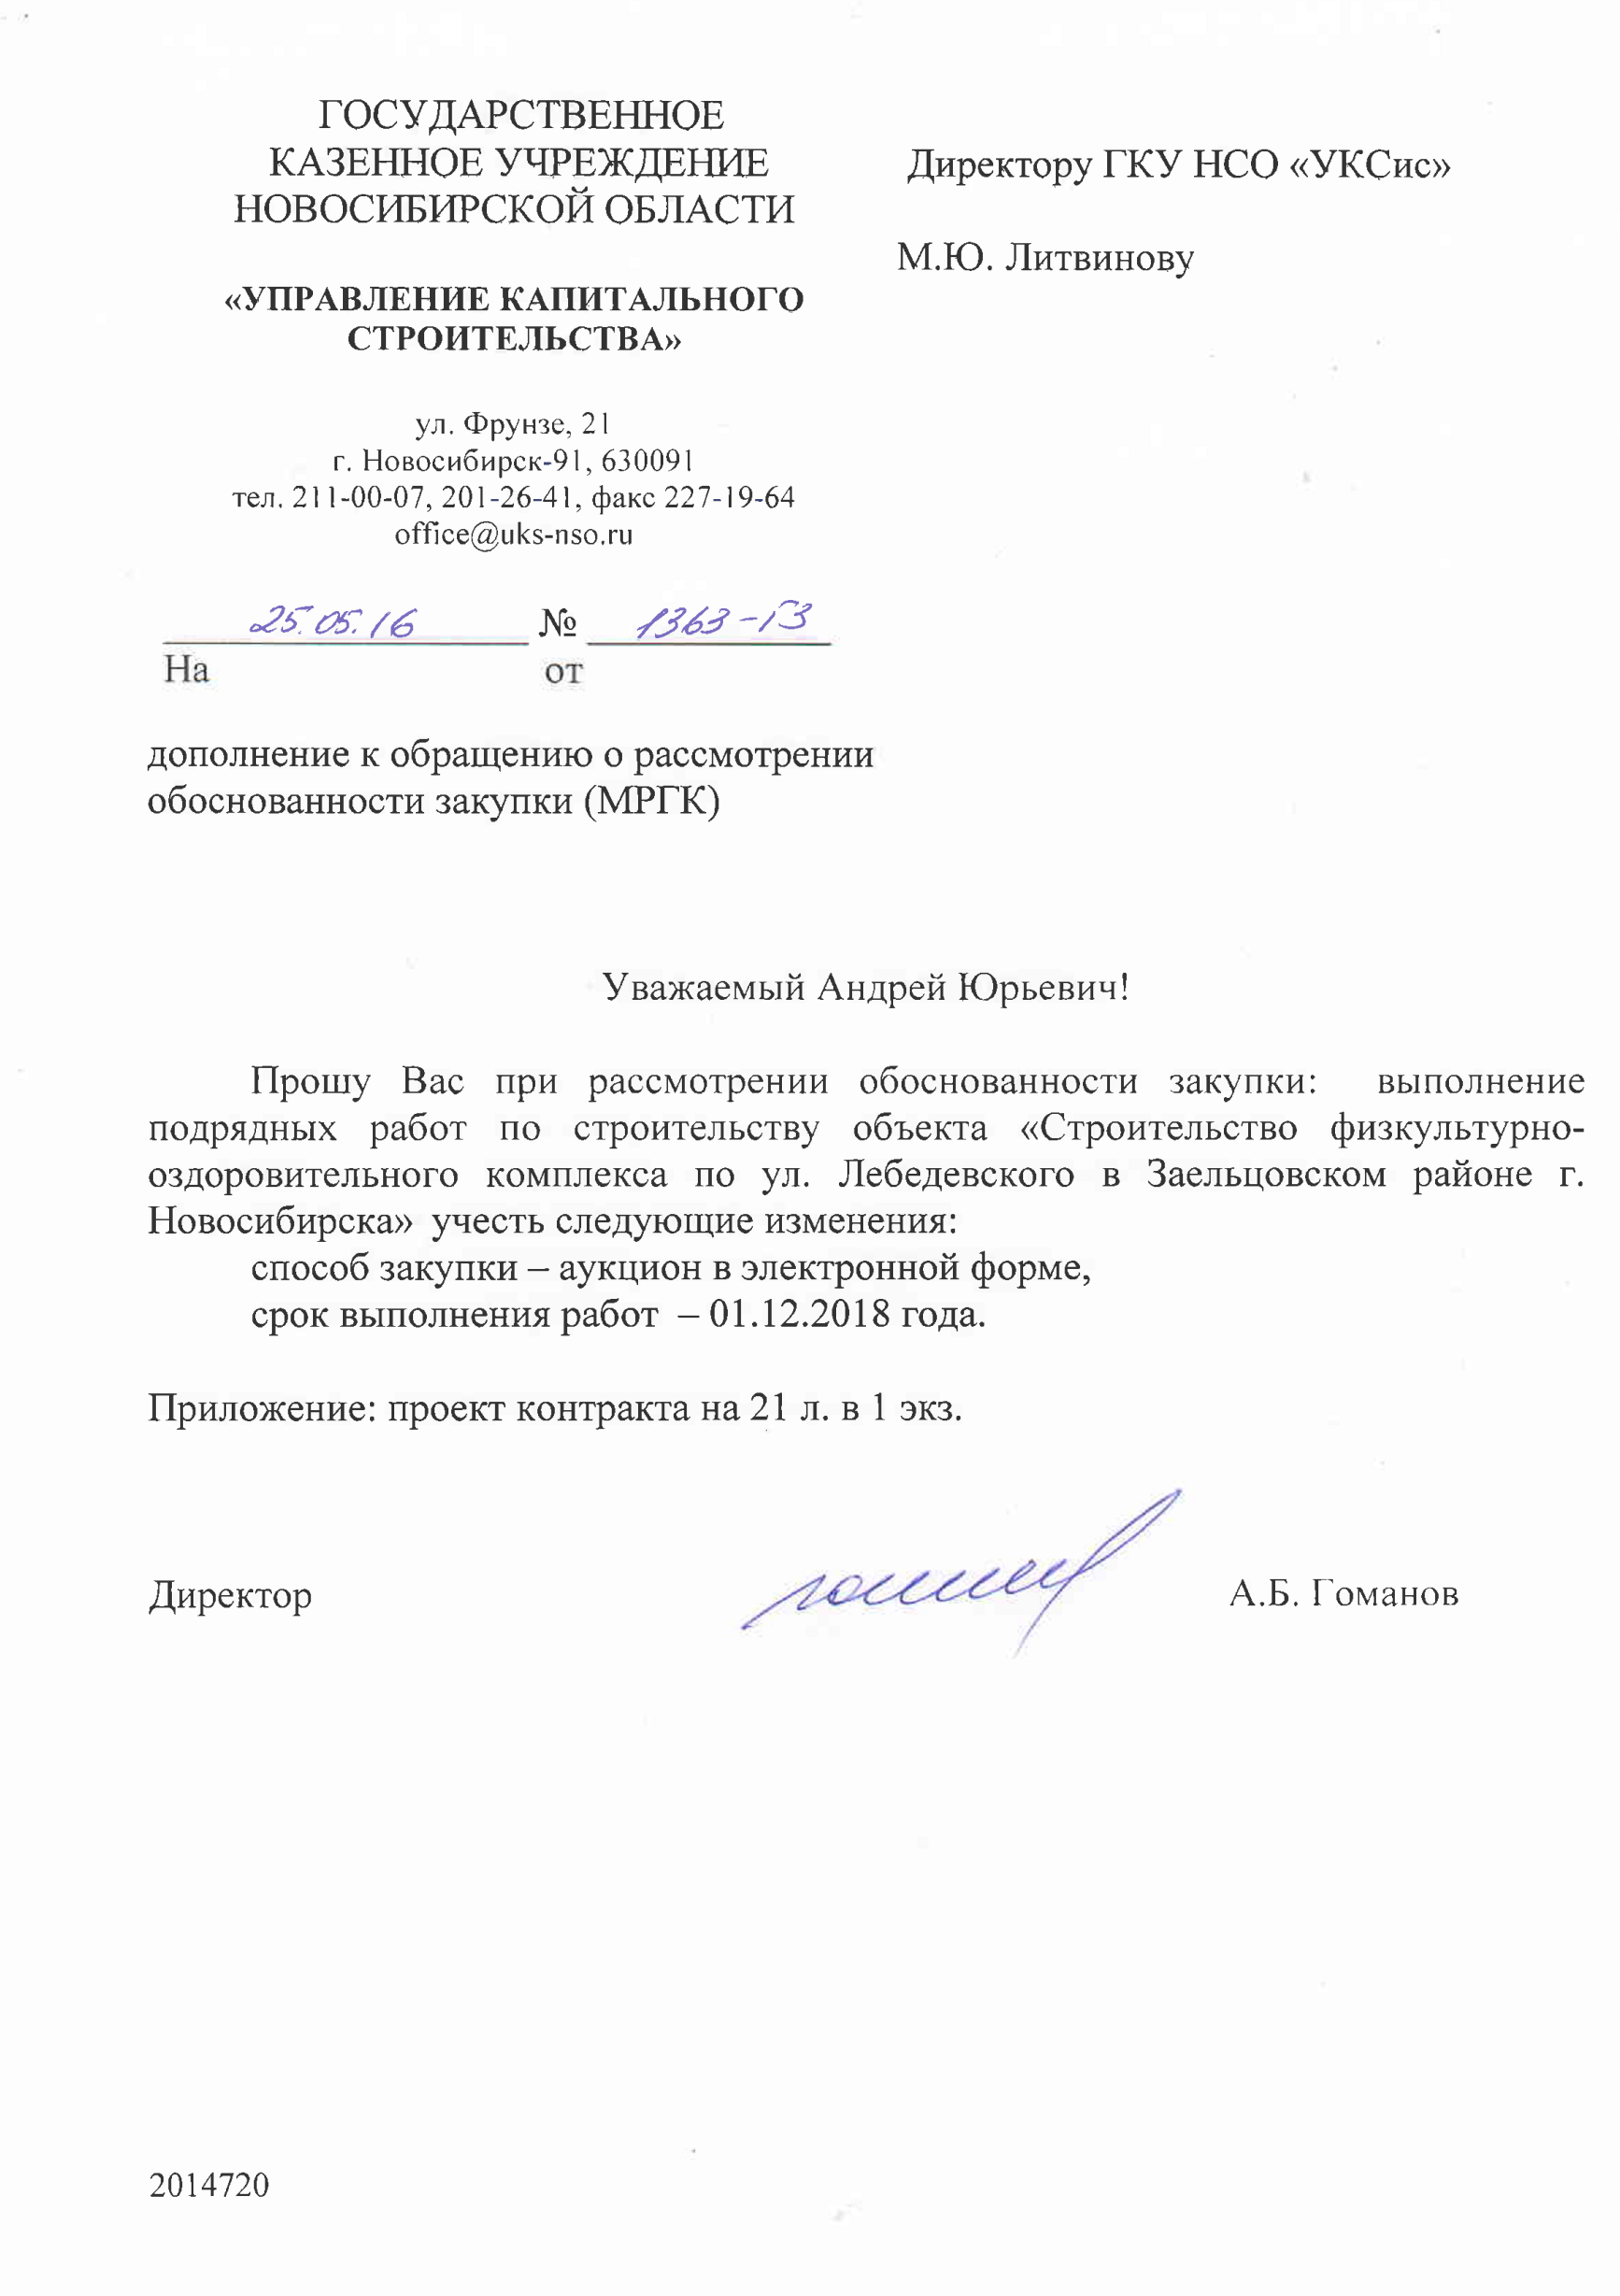 ГОСУДАРСТВЕННОЕ
КАЗЕННОЕ УЧРЕЖДЕНИЕ
НОВОСИБИРСКОЙ ОБЛАСТИ
«УПРАВЛЕНИЕ КАПИТАЛЬНОГО
СТРОИТЕЛЬСТВА»
ул. Фрунзе, 21
г. Новосибирск-91, 630091
тел. 211-00-07, 201-26-41, факс 227-19-64
office@uks-nso.ru
25.05.16 № 1363-ГЗ
На от
Директору ГКУ НСО «УКСис»
М.Ю. Литвинову
дополнение к обращению о рассмотрении
обоснованности закупки (МРГК)
Уважаемый Андрей Юрьевич!
Прошу Вас при рассмотрении обоснованности закупки: выполнение
подрядных работ по строительству объекта «Строительство физкультурно-
оздоровительного комплекса по ул. Лебедевского в Заельцовском районе г.
Новосибирска» учесть следующие изменения:
способ закупки – аукцион в электронной форме,
срок выполнения работ – 01.12.2018 года.
Приложение: проект контракта на 21 л. в 1 экз.
Директор А.Б. Гоманов
2014720